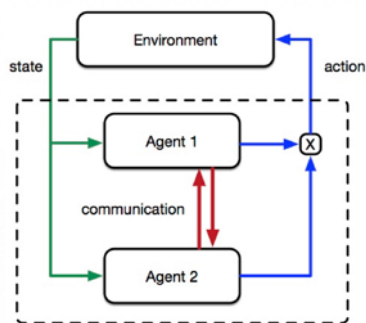 Environment
state
action
Agent 1
X
communication
Agent 2